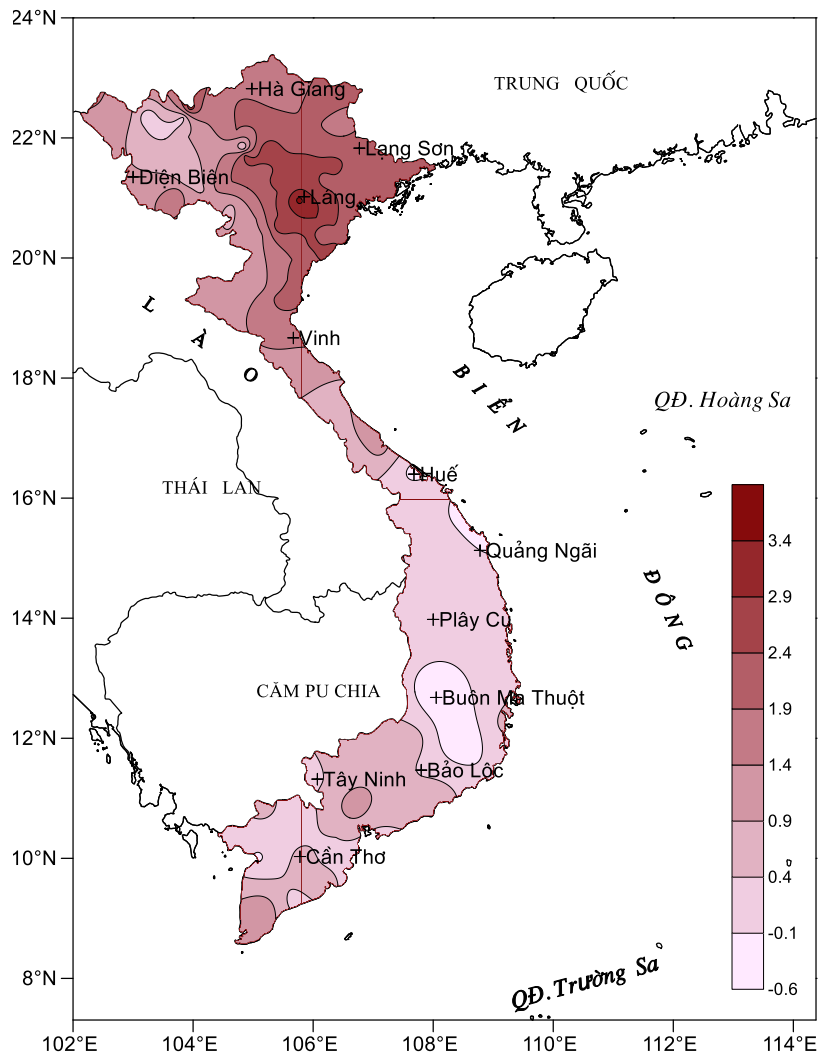 24°N
TRUNG QUỐC
Hà Giang
22°N
Lạng Sơn
Điện Biên
Láng
20°N
LÀO
Vinh
BIỂN
18°N
QĐ. Hoàng Sa
Huế
THÁI LAN
16°N
Quảng Ngãi
3.4
ĐÔNG
2.9
14°N
Plây Cu
2.4
CĂM PU CHIA
Buôn Ma Thuột
1.9
12°N
Bảo Lộc
1.4
Tây Ninh
0.9
10°N
Cần Thơ
0.4
-0.1
8°N
QĐ.Trường Sa
-0.6
102°E
104°E
106°E
108°E
110°E
112°E
114°E